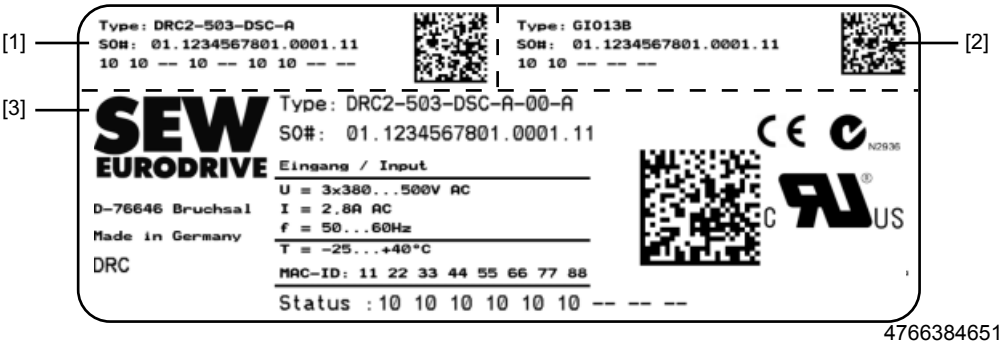 [1]
Type: DRC2-503-DSC-A
SO#: 01.1234567801.0001.11
10 10 -- 10 -- 10 10 -- --
Type: GIO13B
SO#: 01.1234567801.0001.11
10 10 -- -- --
[2]
[3]
SEW
EURODRIVE
D-76646 Bruchsal
Made in Germany
DRC
Type: DRC2-503-DSC-A-00-A
SO#: 01.1234567801.0001.11
Eingang / Input
U = 3x380...500V AC
I = 2,8A AC
f = 50...60Hz
T = -25...+40°C
MAC-ID: 11 22 33 44 55 66 77 88
Status :10 10 10 10 10 10 -- -- --
CE
N2936
C UR® US
4766384651